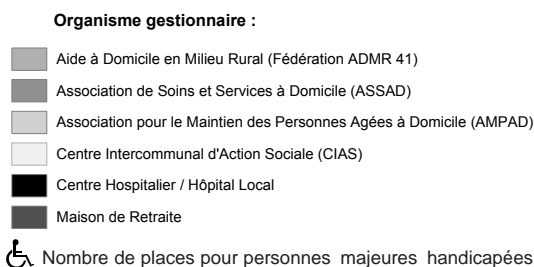 Organisme gestionnaire :
Aide à Domicile en Milieu Rural (Fédération ADMR 41)
Association de Soins et Services à Domicile (ASSAD)
Association pour le Maintien des Personnes Agées à Domicile (AMPAD)
Centre Intercommunal d'Action Sociale (CIAS)
Centre Hospitalier / Hôpital Local
Maison de Retraite
Nombre de places pour personnes majeures handicapées